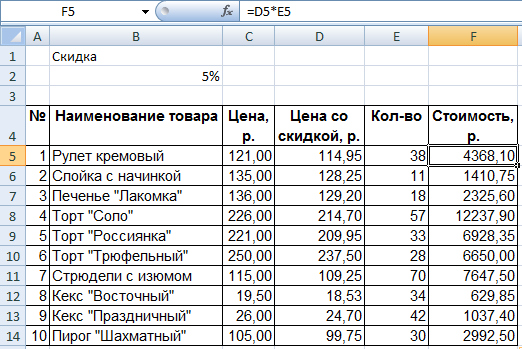 F5 fx =D5*E5
A B C D E F
1 Скидка
2 5%
3
4 № Наименование товара Цена, р. Цена со скидкой, р. Кол-во Стоимость, р.
5 1 Рулет кремовый 121,00 114,95 38 4368,10
6 2 Слойка с начинкой 135,00 128,25 11 1410,75
7 3 Печенье "Лакомка" 136,00 129,20 18 2325,60
8 4 Торт "Соло" 226,00 214,70 57 12237,90
9 5 Торт "Россиянка" 221,00 209,95 33 6928,35
10 6 Торт "Трюфельный" 250,00 237,50 28 6650,00
11 7 Стрюдели с изюмом 115,00 109,25 70 7647,50
12 8 Кекс "Восточный" 19,50 18,53 34 629,85
13 9 Кекс "Праздничный" 26,00 24,70 42 1037,40
14 10 Пирог "Шахматный" 105,00 99,75 30 2992,50